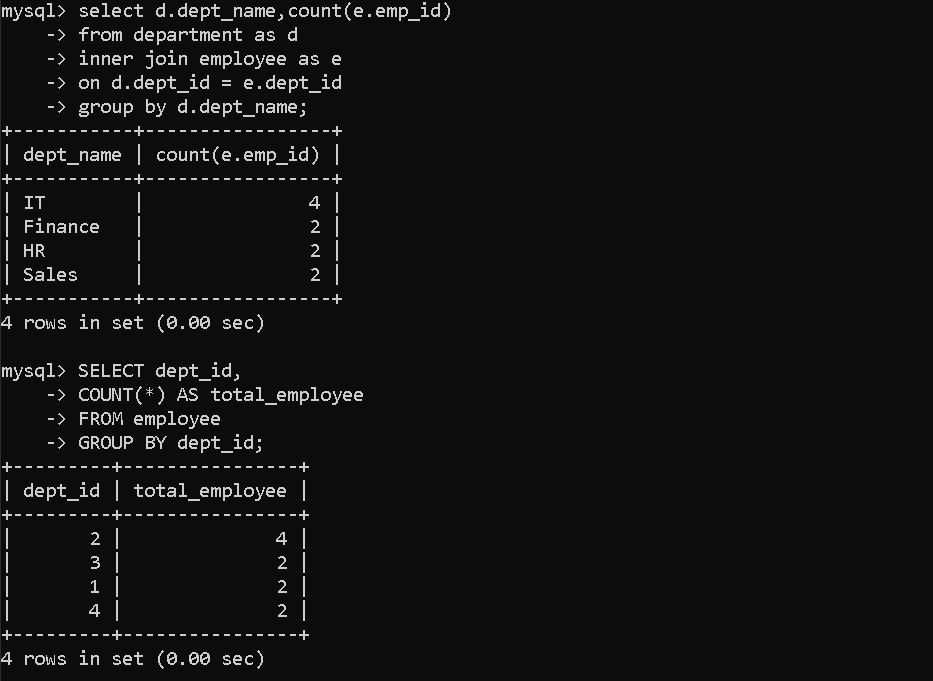 mysql> select d.dept_name,count(e.emp_id)
    -> from department as d
    -> inner join employee as e
    -> on d.dept_id = e.dept_id
    -> group by d.dept_name;
+-----------+-----------------+
| dept_name | count(e.emp_id) |
+-----------+-----------------+
| IT        |               4 |
| Finance   |               2 |
| HR        |               2 |
| Sales     |               2 |
+-----------+-----------------+
4 rows in set (0.00 sec)

mysql> SELECT dept_id,
    -> COUNT(*) AS total_employee
    -> FROM employee
    -> GROUP BY dept_id;
+---------+----------------+
| dept_id | total_employee |
+---------+----------------+
|       2 |              4 |
|       3 |              2 |
|       1 |              2 |
|       4 |              2 |
+---------+----------------+
4 rows in set (0.00 sec)